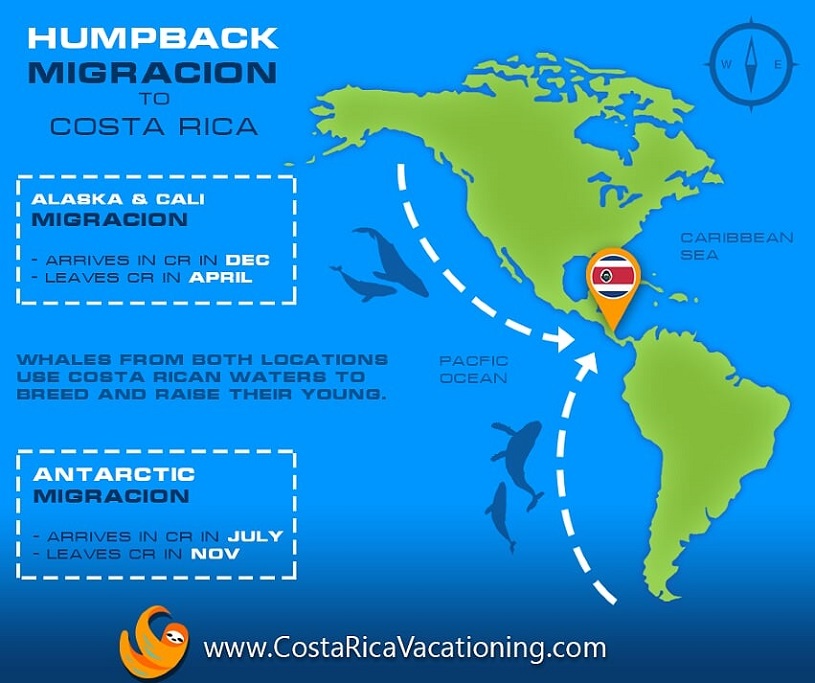 HUMPBACK
MIGRACION
TO
COSTA RICA
W E
ALASKA & CALI
MIGRACION
- ARRIVES IN CR IN DEC
- LEAVES CR IN APRIL
CARIBBEAN
SEA
WHALES FROM BOTH LOCATIONS
USE COSTA RICAN WATERS TO
BREED AND RAISE THEIR YOUNG.
PACFIC
OCEAN
ANTARCTIC
MIGRACION
- ARRIVES IN CR IN JULY
- LEAVES CR IN NOV
www.CostaRicaVacationing.com